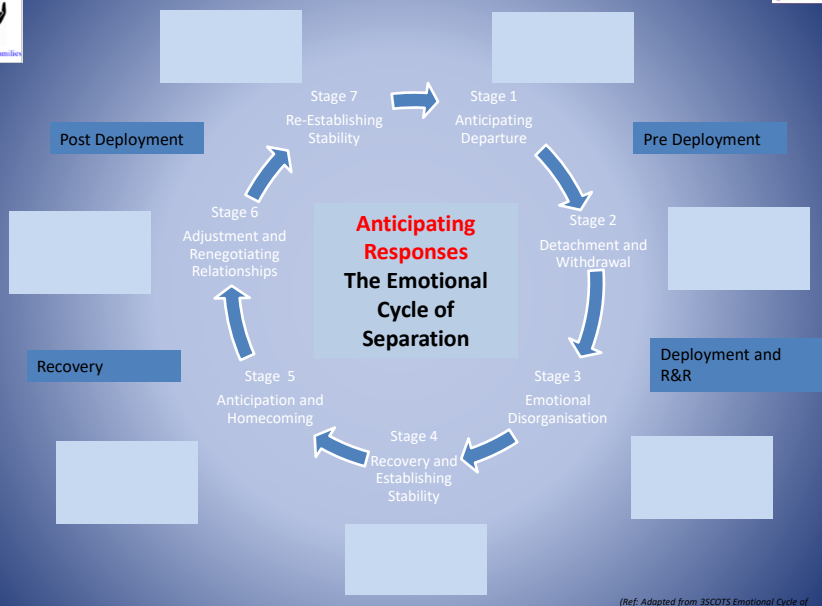 amilies
Stage 7
Re-Establishing
Stability
Stage 1
Anticipating
Departure
Post Deployment
Pre Deployment
Stage 6
Adjustment and
Renegotiating
Relationships
Anticipating
Responses
The Emotional
Cycle of
Separation
Stage 2
Detachment and
Withdrawal
Recovery
Deployment and
R&R
Stage  5
Anticipation and
Homecoming
Stage 3
Emotional
Disorganisation
Stage 4
Recovery and
Establishing
Stability
(Ref: Adapted from 3SCOTS Emotional Cycle of